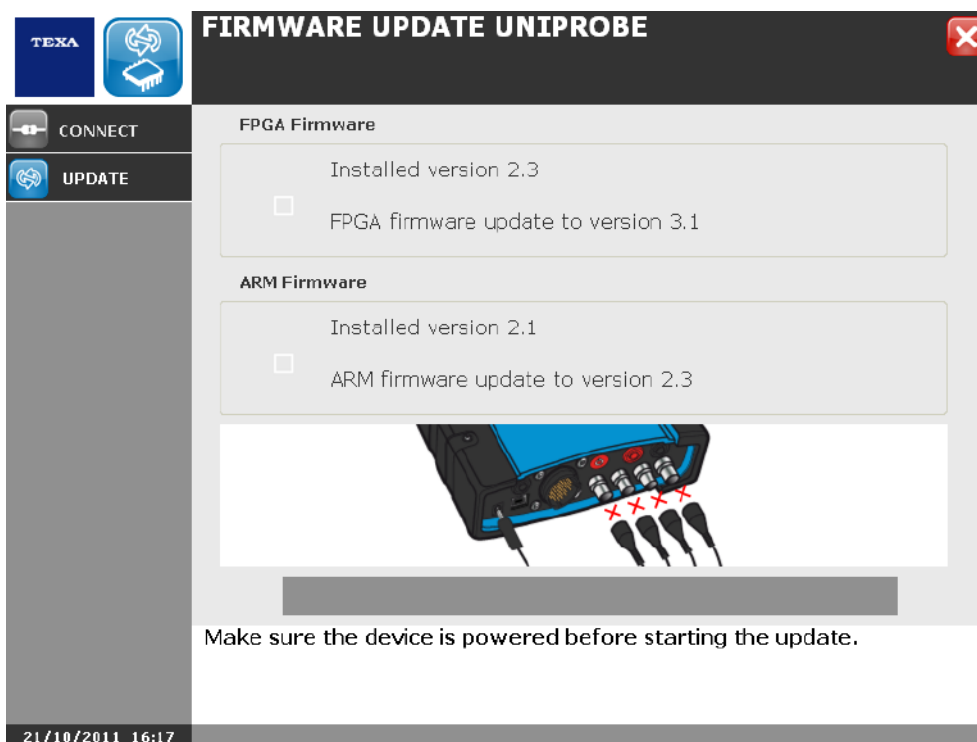 TEXA
FIRMWARE UPDATE UNIPROBE
CONNECT
UPDATE
FPGA Firmware
Installed version 2.3
FPGA firmware update to version 3.1
ARM Firmware
Installed version 2.1
ARM firmware update to version 2.3
Make sure the device is powered before starting the update.
21/10/2011 16:17